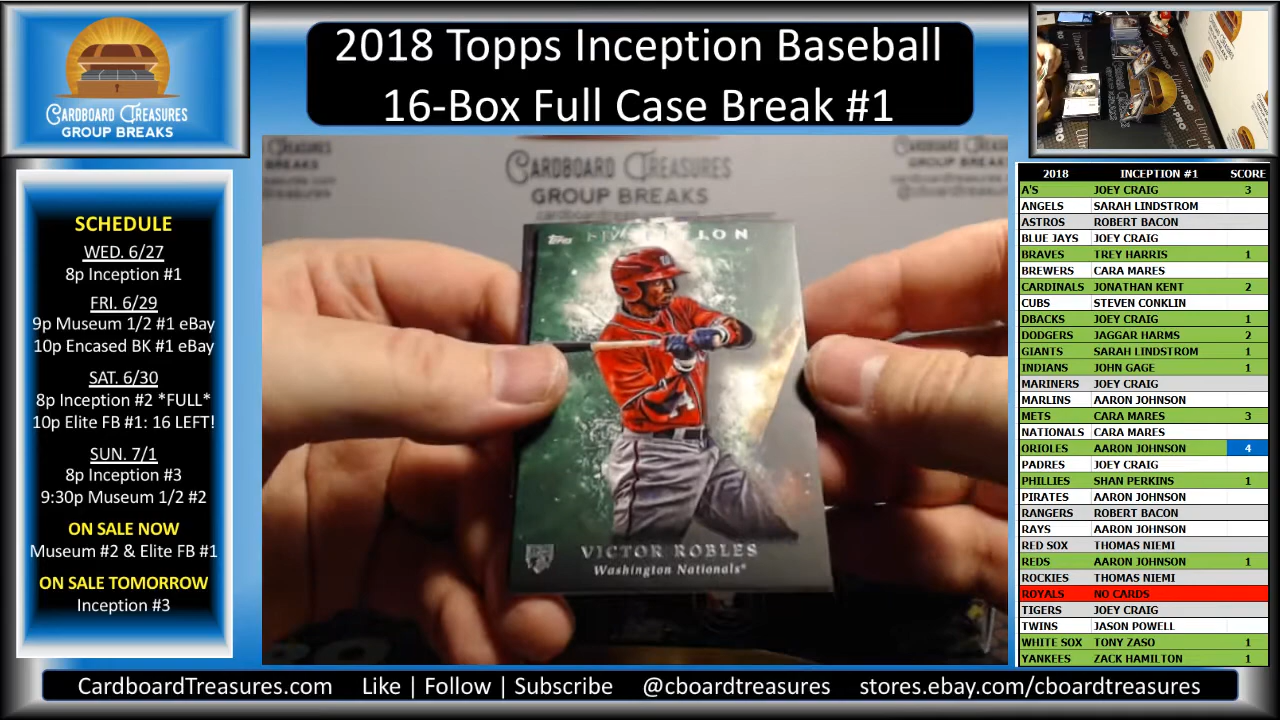 CARDBOARD TREASURES
GROUP BREAKS
2018 Topps Inception Baseball
16-Box Full Case Break #1
SCHEDULE
WED. 6/27
8p Inception #1
FRI. 6/29
9p Museum 1/2 #1 eBay
10p Encased BK #1 eBay
SAT. 6/30
8p Inception #2 *FULL*
10p Elite FB #1: 16 LEFT!
SUN. 7/1
8p Inception #3
9:30p Museum 1/2 #2
ON SALE NOW
Museum #2 & Elite FB #1
ON SALE TOMORROW
Inception #3
CARDBOARD TREASURES
GROUP BREAKS
BREAKS
Topps
VICTOR ROBLES
Washington Nationals®
2018 INCEPTION #1 SCORE
A'S JOEY CRAIG 3
ANGELS SARAH LINDSTROM
ASTROS ROBERT BACON
BLUE JAYS JOEY CRAIG
BRAVES TREY HARRIS 1
BREWERS CARA MARES
CARDINALS JONATHAN KENT 2
CUBS STEVEN CONKLIN
DBACKS JOEY CRAIG 1
DODGERS JAGGAR HARMS 2
GIANTS SARAH LINDSTROM 1
INDIANS JOHN GAGE 1
MARINERS JOEY CRAIG
MARLINS AARON JOHNSON
METS CARA MARES 3
NATIONALS CARA MARES
ORIOLES AARON JOHNSON 4
PADRES JOEY CRAIG
PHILLIES SHAN PERKINS 1
PIRATES AARON JOHNSON
RANGERS ROBERT BACON
RAYS AARON JOHNSON
RED SOX THOMAS NIEMI
REDS AARON JOHNSON 1
ROCKIES THOMAS NIEMI
ROYALS NO CARDS
TIGERS JOEY CRAIG
TWINS JASON POWELL
WHITE SOX TONY ZASO 1
YANKEES ZACK HAMILTON 1
CardboardTreasures.com Like | Follow | Subscribe @cboardtreasures stores.ebay.com/cboardtreasures